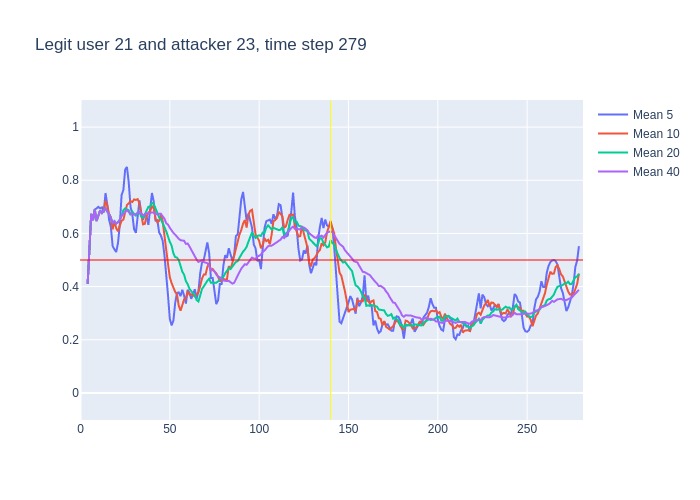 Legit user 21 and attacker 23, time step 279
Mean 5
Mean 10
Mean 20
Mean 40
1
0.8
0.6
0.4
0.2
0
0 50 100 150 200 250